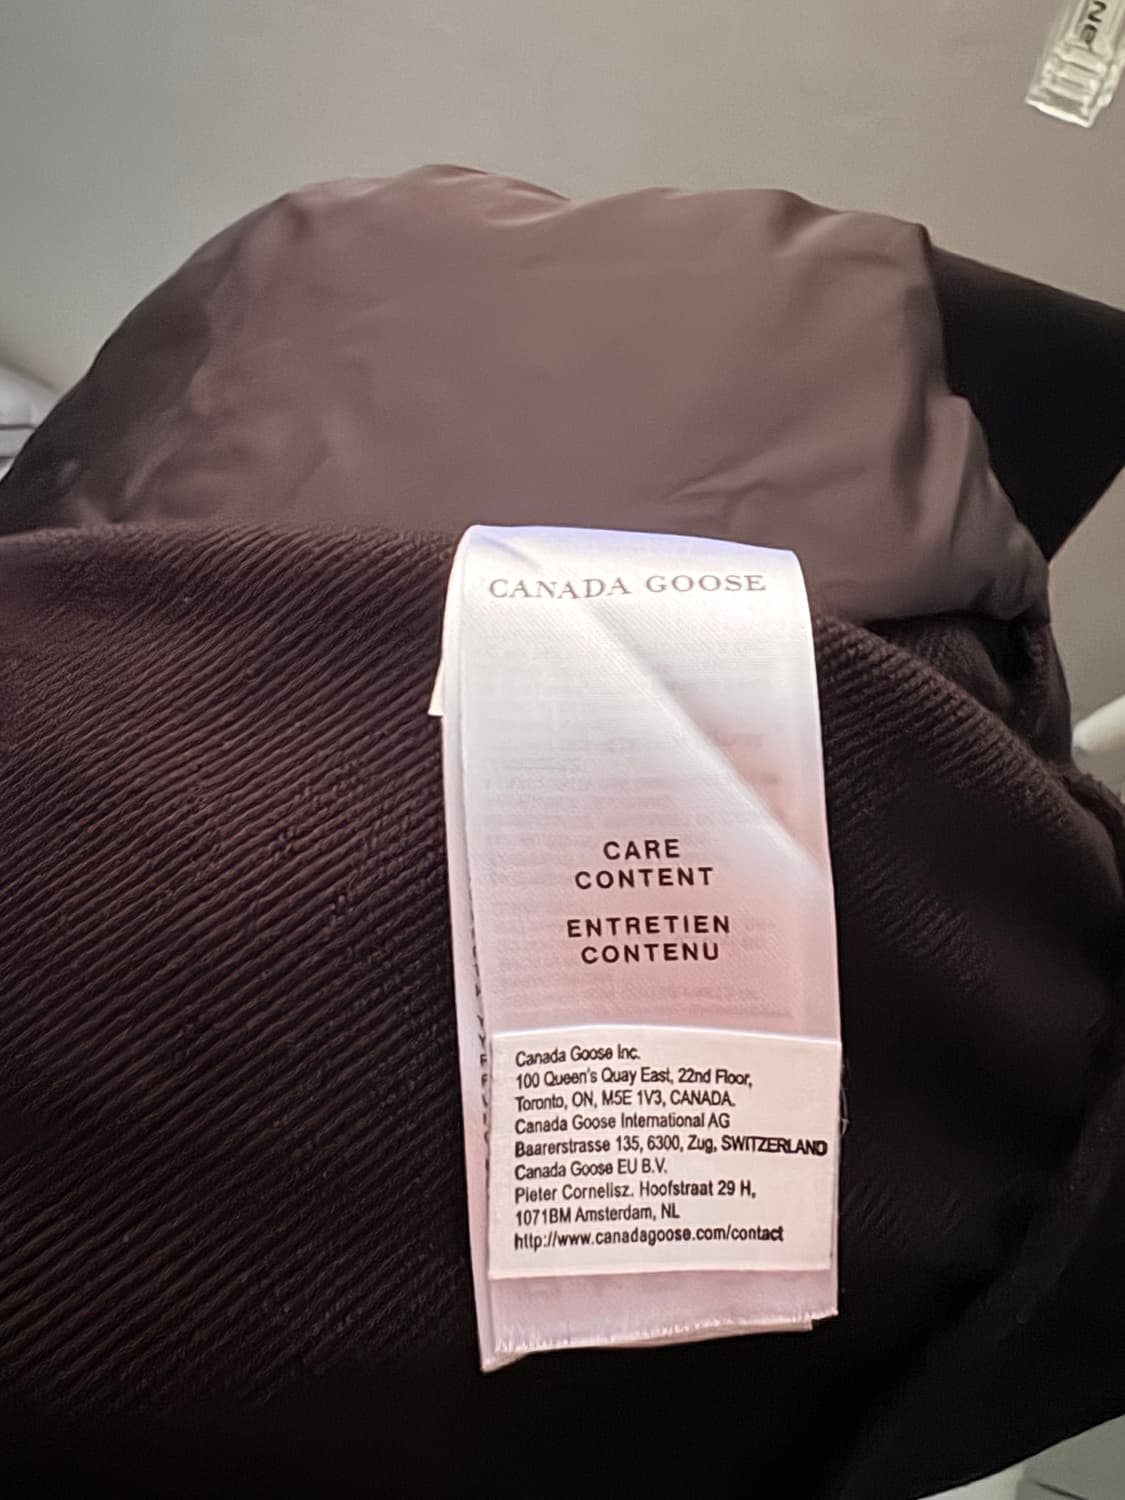 CANADA GOOSE
CARE
CONTENT
ENTRETIEN
CONTENU
Canada Goose Inc.
100 Queen's Quay East, 22nd Floor,
Toronto, ON, M5E 1V3, CANADA.
Canada Goose International AG
Baarerstrasse 135, 6300, Zug, SWITZERLAND
Canada Goose EU B.V.
Pieter Cornelisz. Hoofstraat 29 H,
1071BM Amsterdam, NL
http://www.canadagoose.com/contact